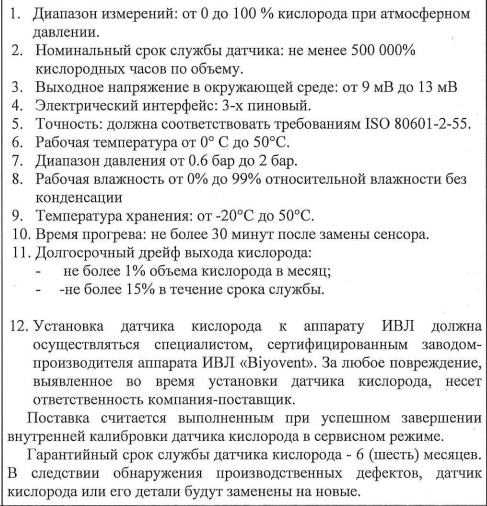 1. Диапазон измерений: от 0 до 100 % кислорода при атмосферном
давлении.
2. Номинальный срок службы датчика: не менее 500 000%
кислородных часов по объему.
3. Выходное напряжение в окружающей среде: от 9 мВ до 13 мВ
4. Электрический интерфейс: 3-х пиновый.
5. Точность: должна соответствовать требованиям ISO 80601-2-55.
6. Рабочая температура от 0° С до 50°С.
7. Диапазон давления от 0.6 бар до 2 бар.
8. Рабочая влажность от 0% до 99% относительной влажности без
конденсации
9. Температура хранения: от -20°С до 50°С.
10. Время прогрева: не более 30 минут после замены сенсора.
11. Долгосрочный дрейф выхода кислорода:
- не более 1% объема кислорода в месяц;
- -не более 15% в течение срока службы.
12. Установка датчика кислорода к аппарату ИВЛ должна
осуществляться специалистом, сертифицированным заводом-
производителя аппарата ИВЛ «Biyovent». За любое повреждение,
выявленное во время установки датчика кислорода, несет
ответственность компания-поставщик.
Поставка считается выполненным при успешном завершении
внутренней калибровки датчика кислорода в сервисном режиме.
Гарантийный срок службы датчика кислорода - 6 (шесть) месяцев.
В следствии обнаружения производственных дефектов, датчик
кислорода или его детали будут заменены на новые.